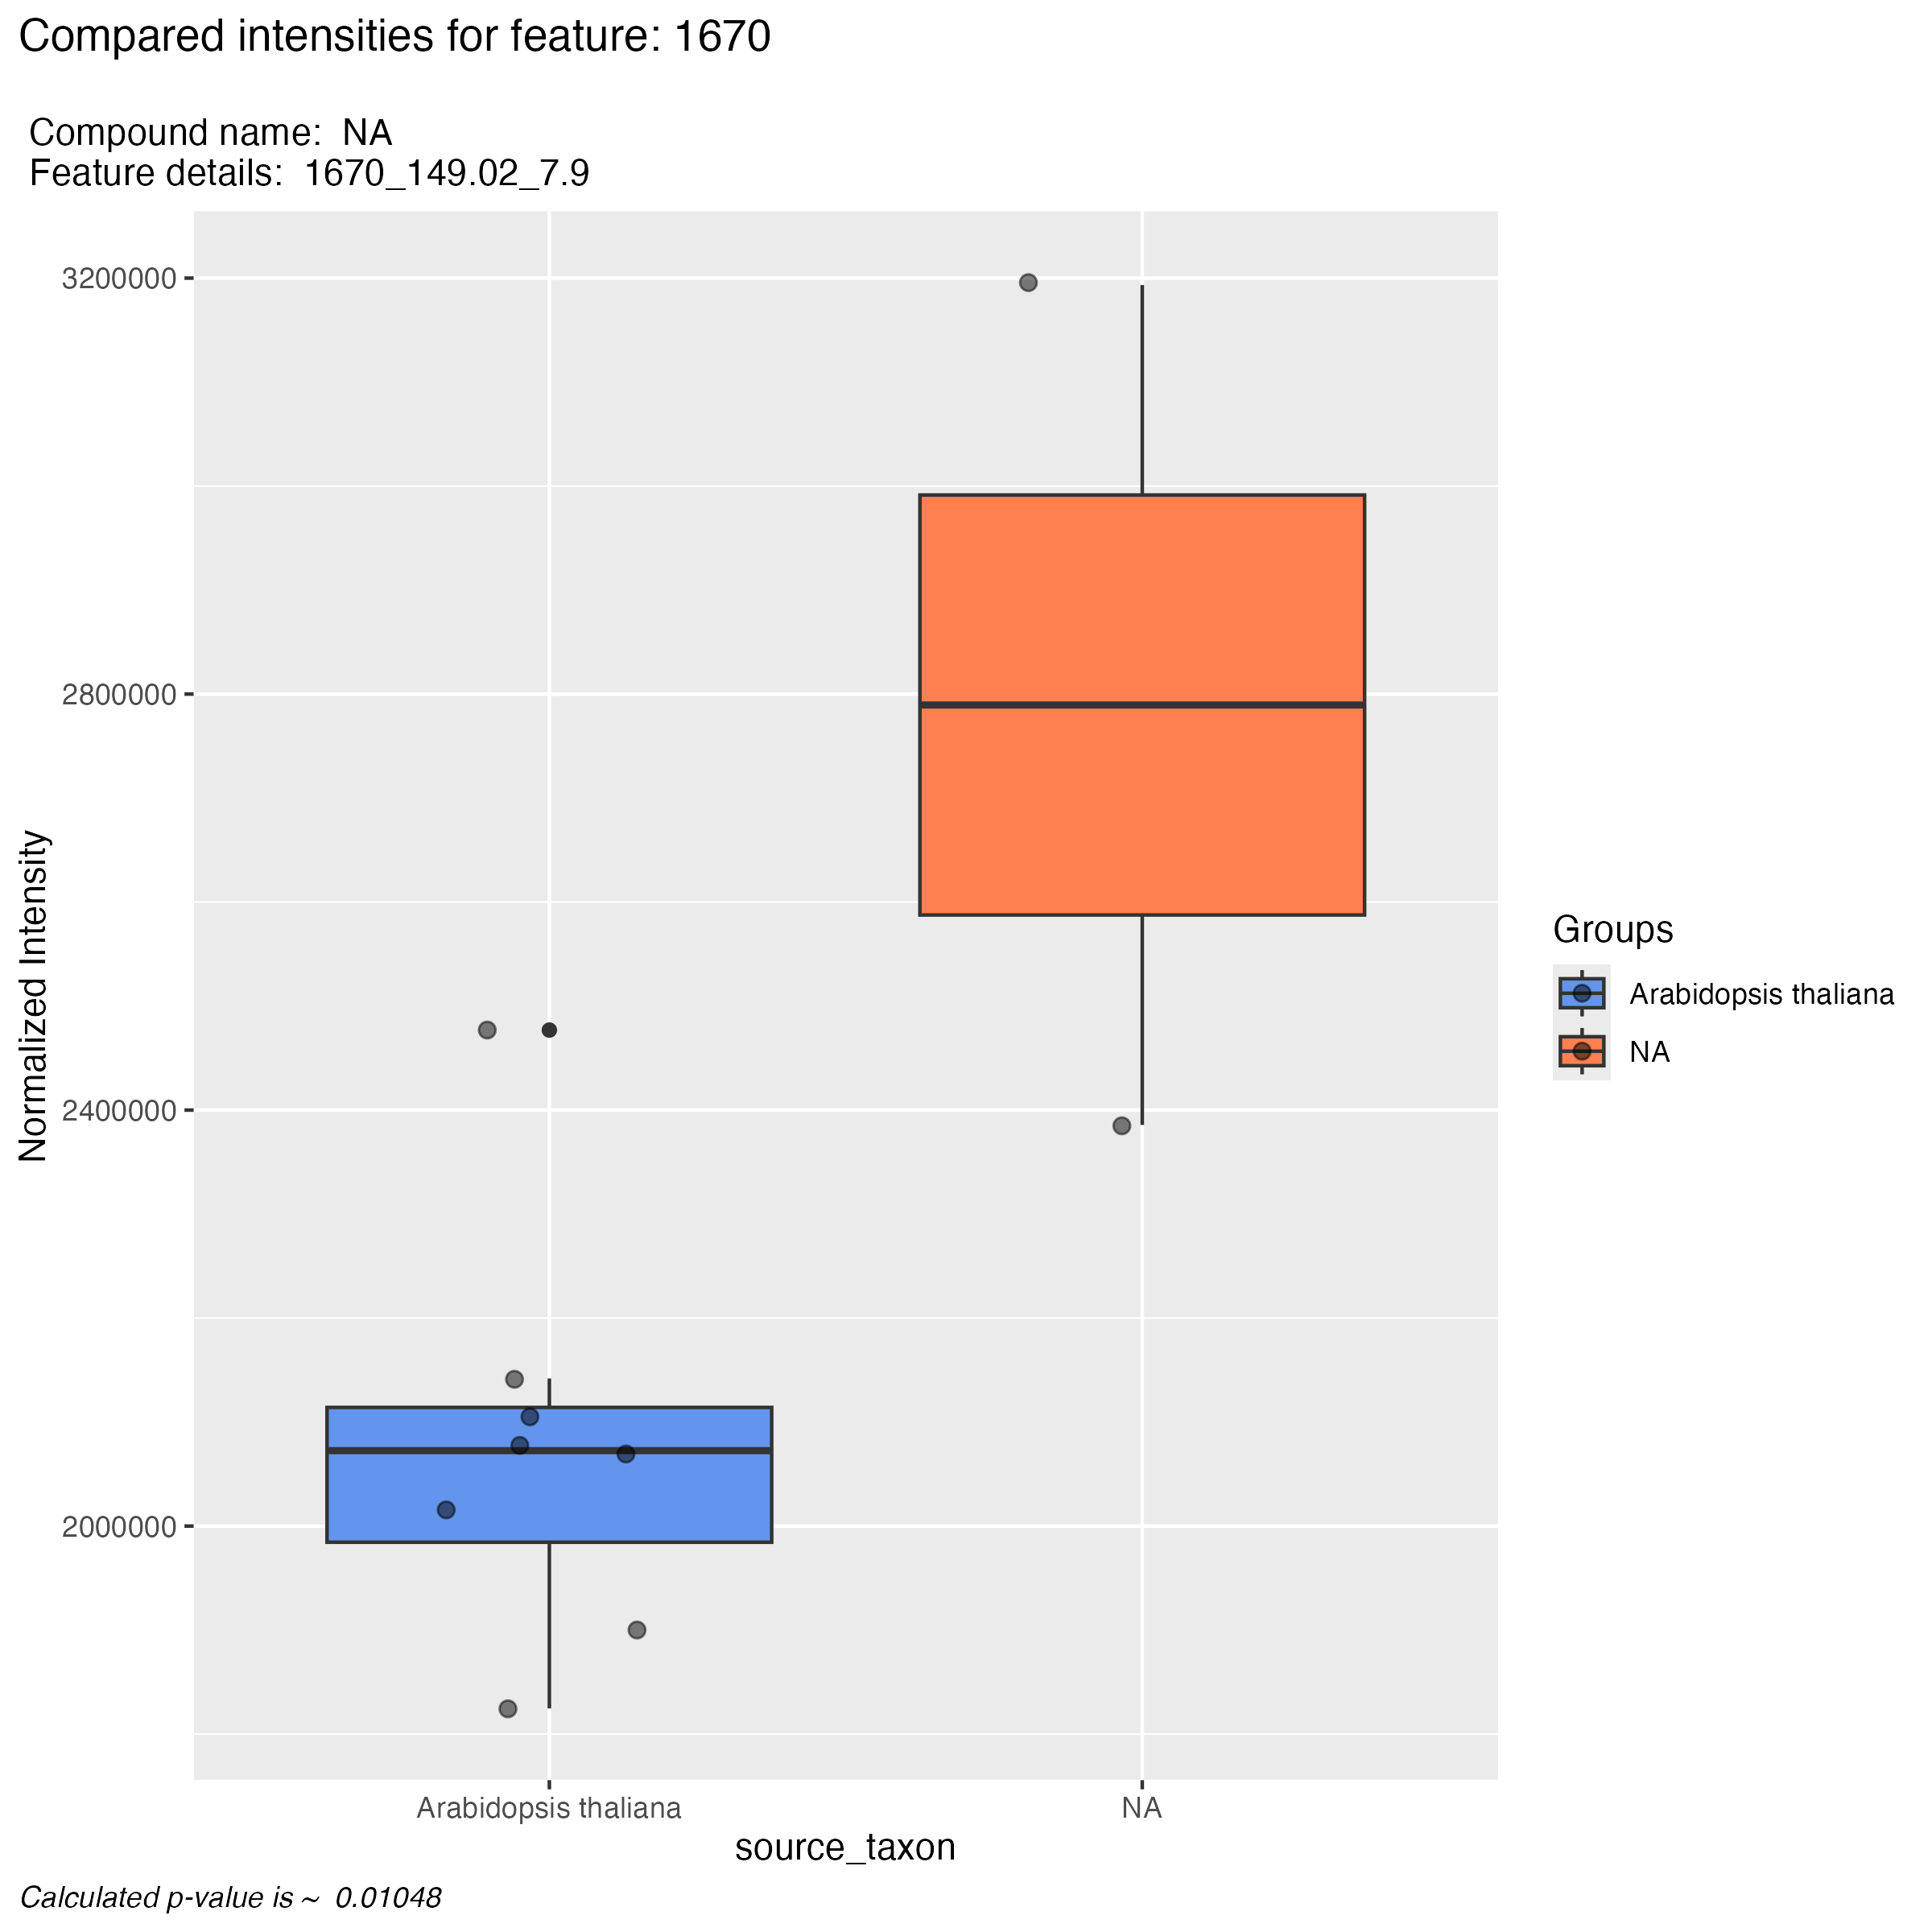 Compared intensities for feature: 1670
Compound name:  NA
Feature details:  1670_149.02_7.9
3200000
2800000
2400000
2000000
Normalized Intensity
Arabidopsis thaliana
NA
source_taxon
Groups
Arabidopsis thaliana
NA
Calculated p-value is ~  0.01048